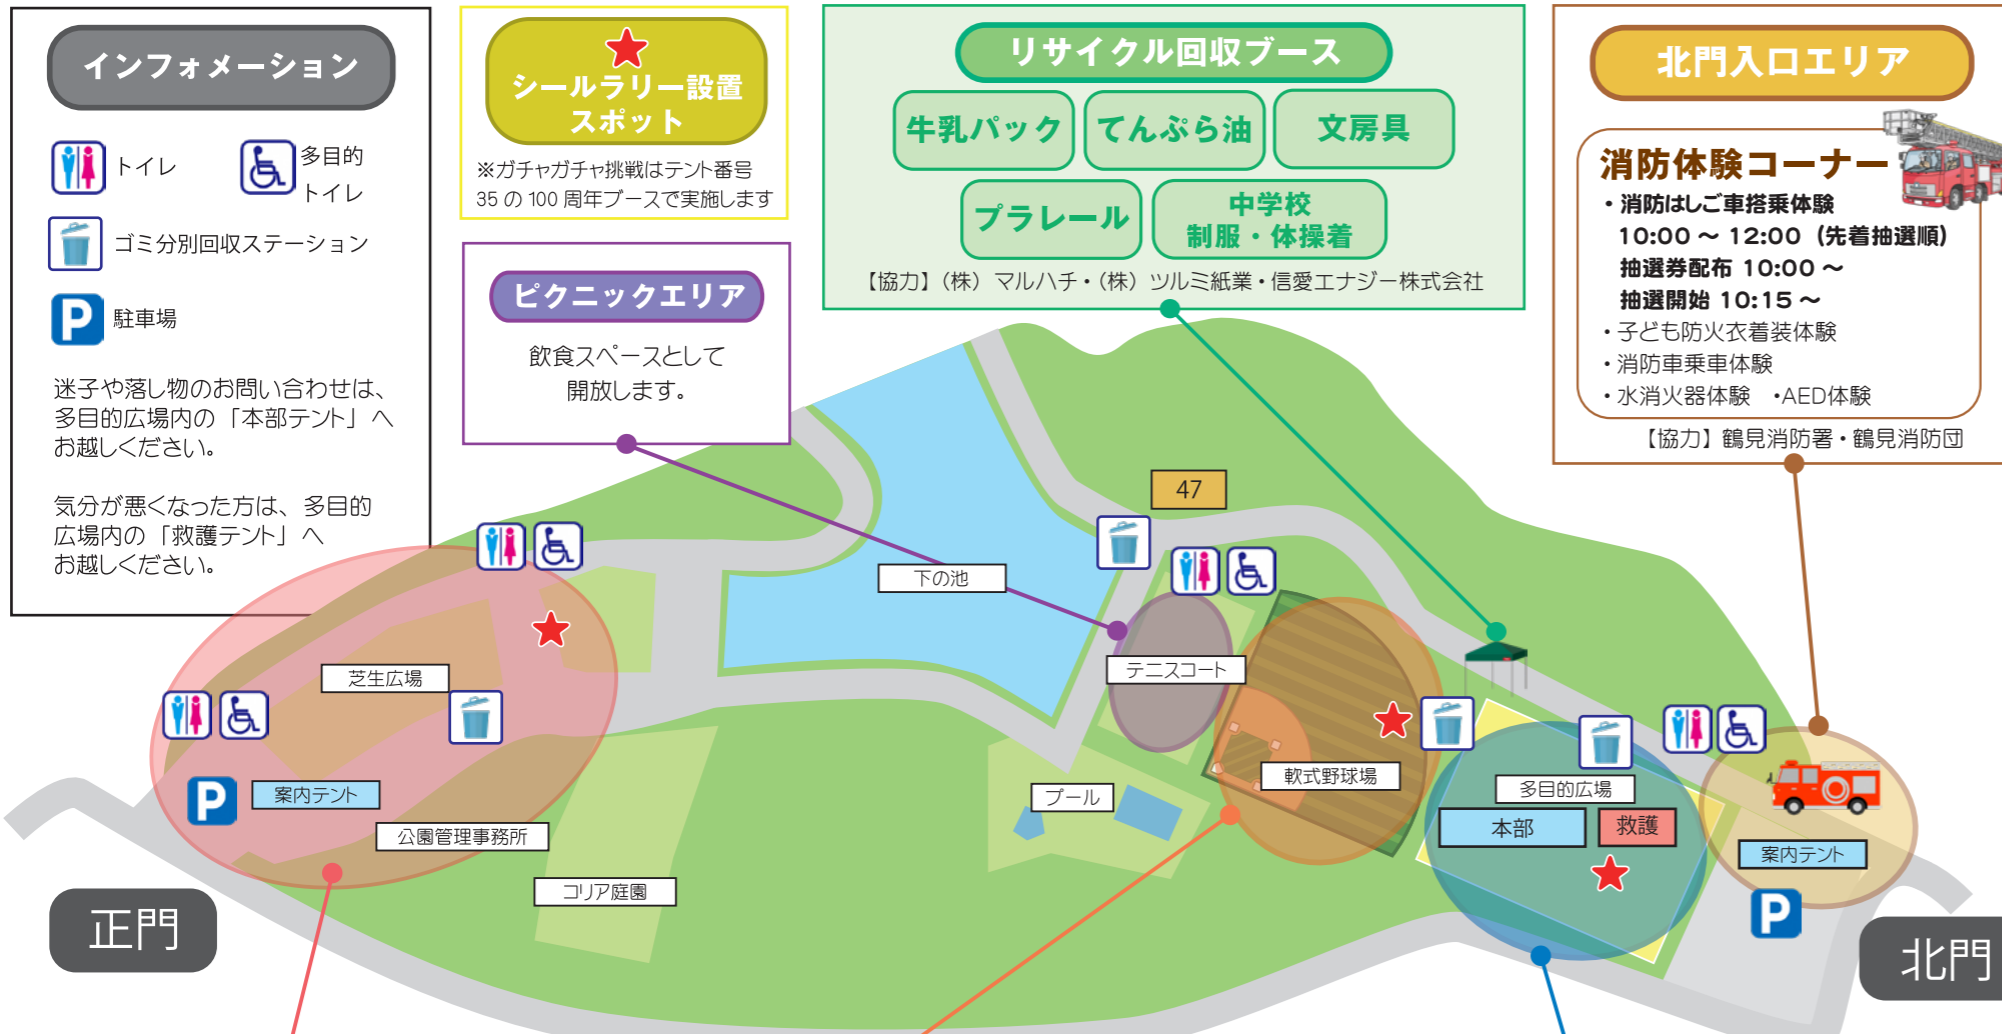 インフォメーション
トイレ
多目的
トイレ
ゴミ分別回収ステーション
P
駐車場
迷子や落し物のお問い合わせは、
多目的広場内の「本部テント」へ
お越しください。
気分が悪くなった方は、多目的
広場内の「救護テント」へ
お越しください。
シールラリー設置
スポット
※ガチャガチャ挑戦はテント番号
35 の 100 周年ブースで実施します
ピクニックエリア
飲食スペースとして
開放します。
リサイクル回収ブース
牛乳パック
てんぷら油
文房具
プラレール
中学校
制服・体操着
【協力】（株）マルハチ・（株）ツルミ紙業・信愛エナジー株式会社
北門入口エリア
消防体験コーナー
・消防はしご車搭乗体験
10:00 ～ 12:00（先着抽選順）
抽選券配布 10:00 ～
抽選開始 10:15 ～
・子ども防火衣着装体験
・消防車乗車体験
・水消火器体験　・AED体験
【協力】鶴見消防署・鶴見消防団
47
下の池
テニスコート
芝生広場
P
案内テント
公園管理事務所
コリア庭園
プール
軟式野球場
多目的広場
本部
救護
案内テント
P
正門
北門